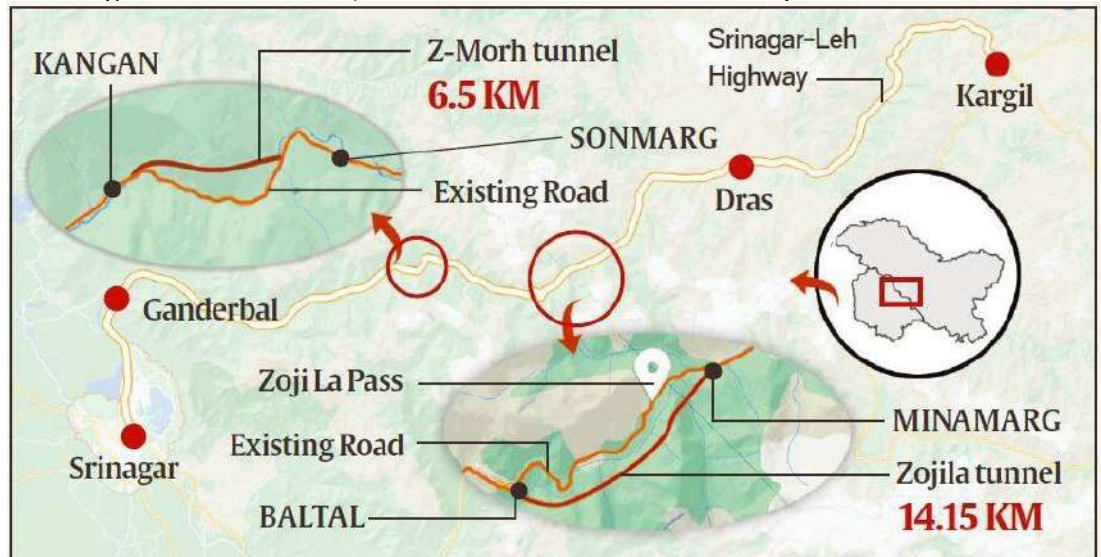 KANGAN
Z-Morh tunnel
6.5 KM
SONMARG
Existing Road
Srinagar-Leh
Highway
Kargil
Dras
Ganderbal
Srinagar
Zoji La Pass
Existing Road
BALTAL
MINAMARG
Zojila tunnel
14.15 KM